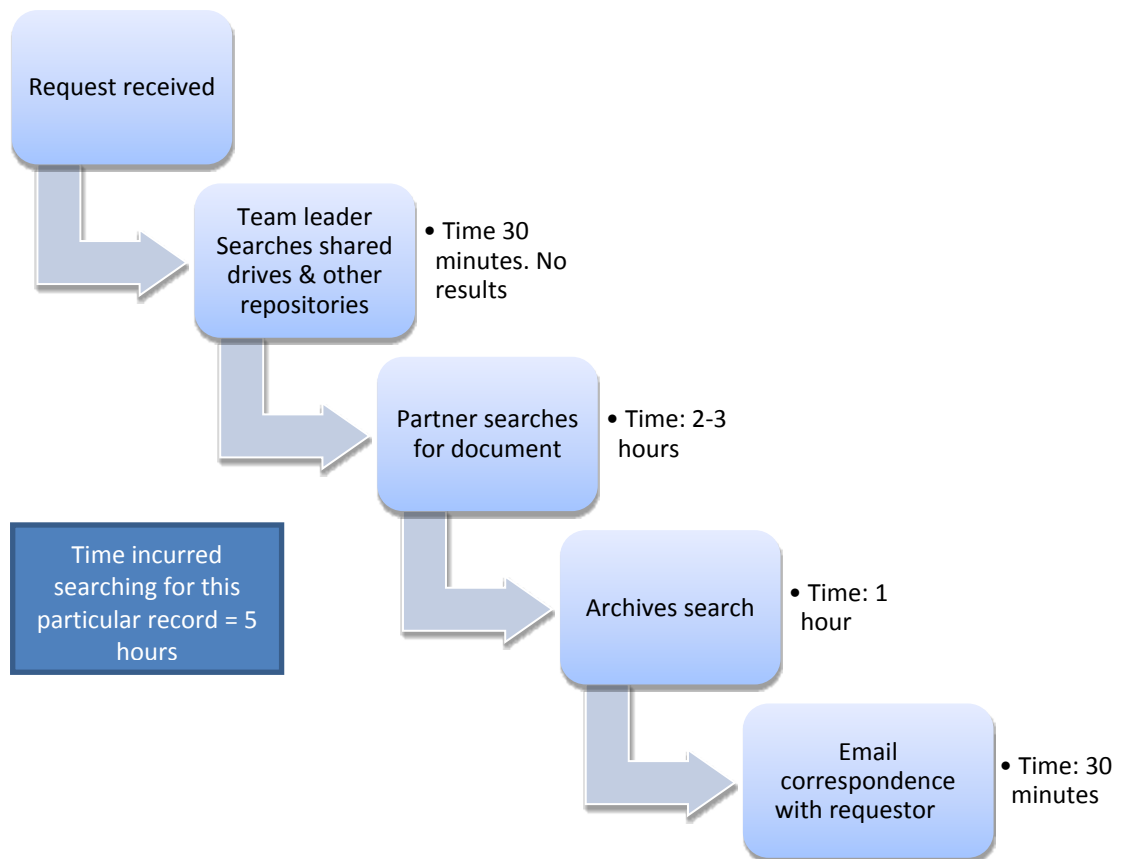 Request received
Team leader
Searches shared
drives & other
repositories
• Time 30
minutes. No
results
Partner searches
for document
• Time: 2-3
hours
Time incurred
searching for this
particular record = 5
hours
Archives search
• Time: 1
hour
Email
correspondence
with requestor
• Time: 30
minutes